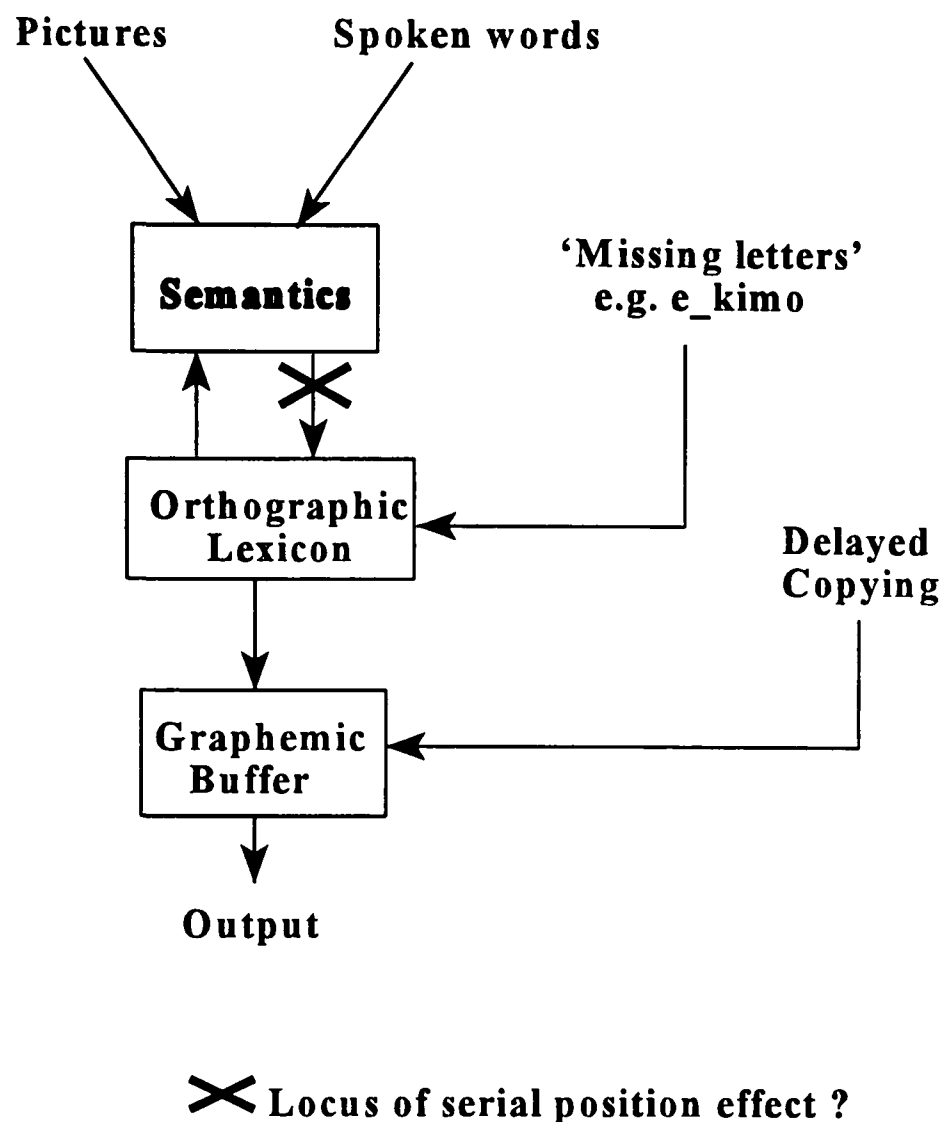 Pictures
Spoken words
Semantics
‘Missing letters’
e.g. e_kimo
Orthographic
Lexicon
Delayed
Copying
Graphemic
Buffer
Output
Locus of serial position effect ?